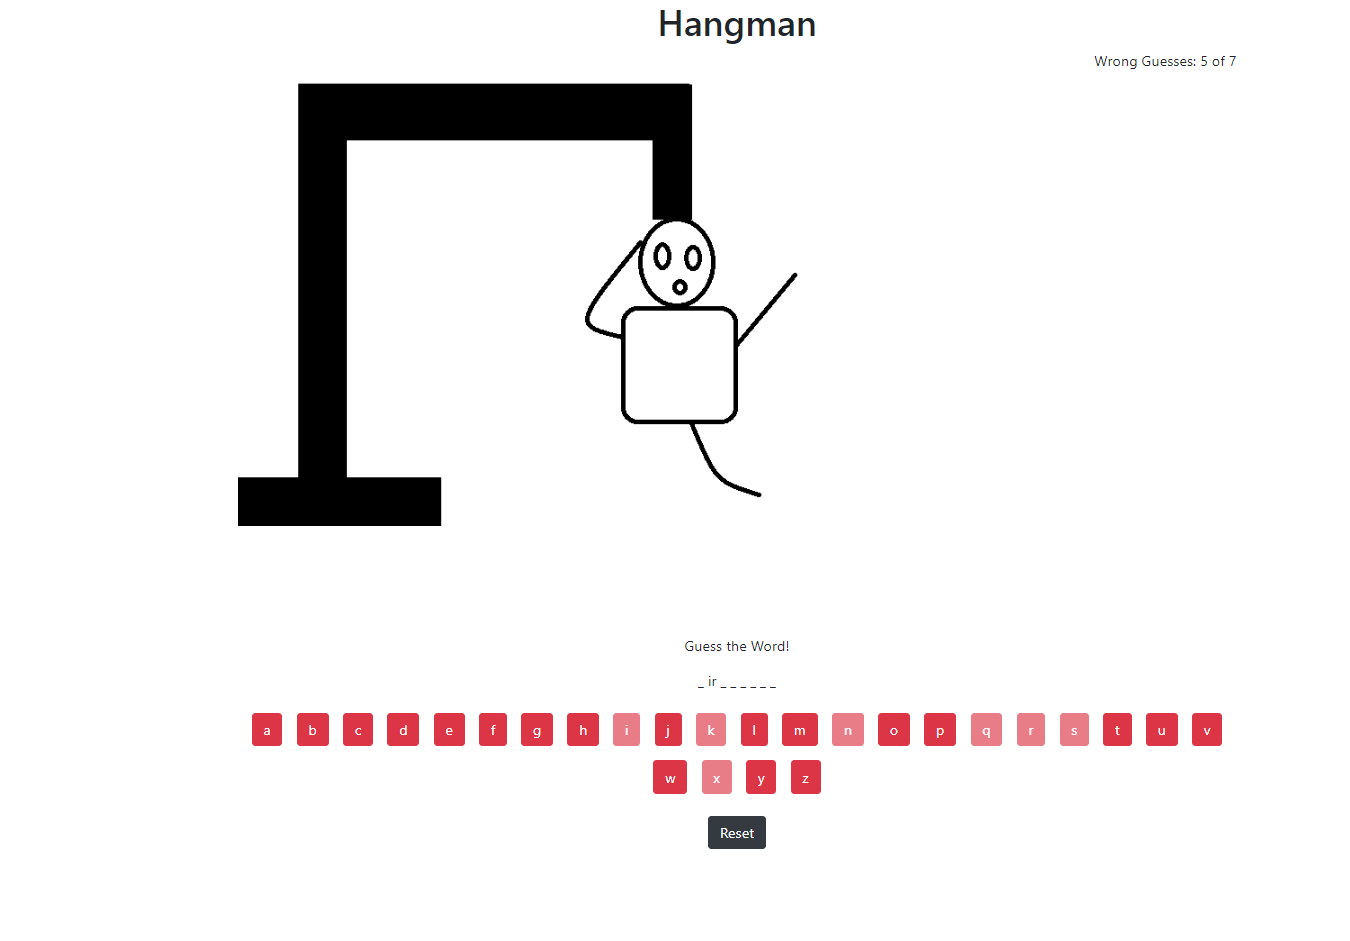 Hangman
Wrong Guesses: 5 of 7
Guess the Word!
_ ir _ _ _ _ _ _
a b c d e f g h i j k l m n o p q r s t u v
w x y z
Reset